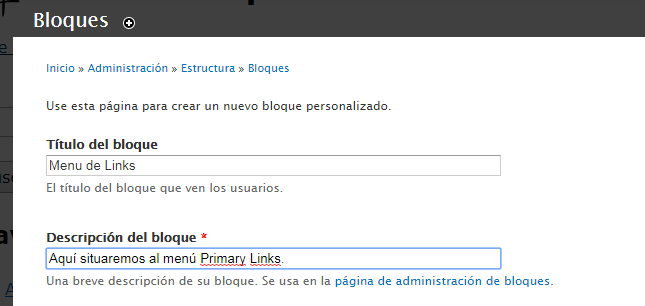 Bloques
Inicio » Administración » Estructura » Bloques
Use esta página para crear un nuevo bloque personalizado.
Título del bloque
Menu de Links
El título del bloque que ven los usuarios.
Descripción del bloque *
Aquí situaremos al menú Primary Links.
Una breve descripción de su bloque. Se usa en la página de administración de bloques.